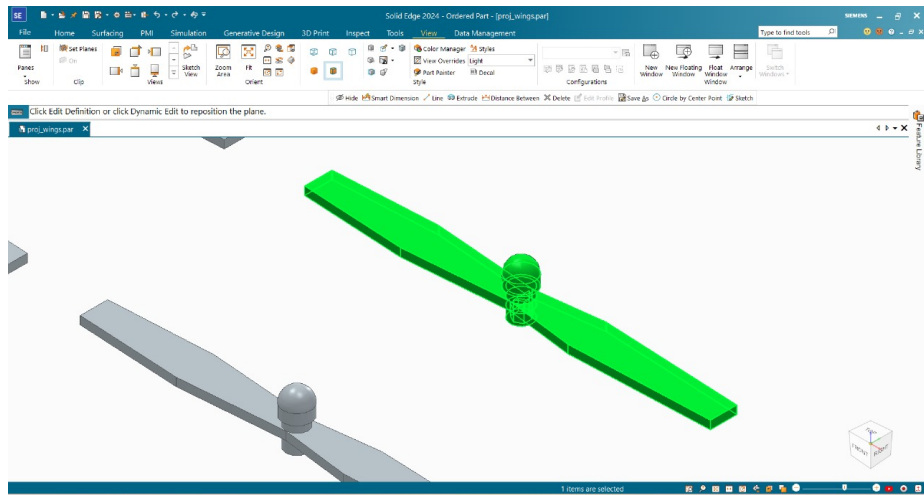 SE
Solid Edge 2024 - Ordered Part - [proj_wings.par]
SIEMENS
File Home Surfacing PMI Simulation Generative Design 3D Print Inspect Tools View Data Management
Type to find tools
Panes
Show
Set Planes
On
Clip
Views
Sketch View
Zoom Area
Fit
Orient
Color Manager
Styles
View Overrides
Light
Part Painter
Decal
Style
Configurations
New Window
New Floating Window
Float Window
Arrange
Switch Windows
Window
Hide Smart Dimension Line Extrude Distance Between Delete Edit Profile Save As Circle by Center Point Sketch
Click Edit Definition or click Dynamic Edit to reposition the plane.
proj_wings.par X
Feature Library
TOP
FRONT
RIGHT
1 items are selected